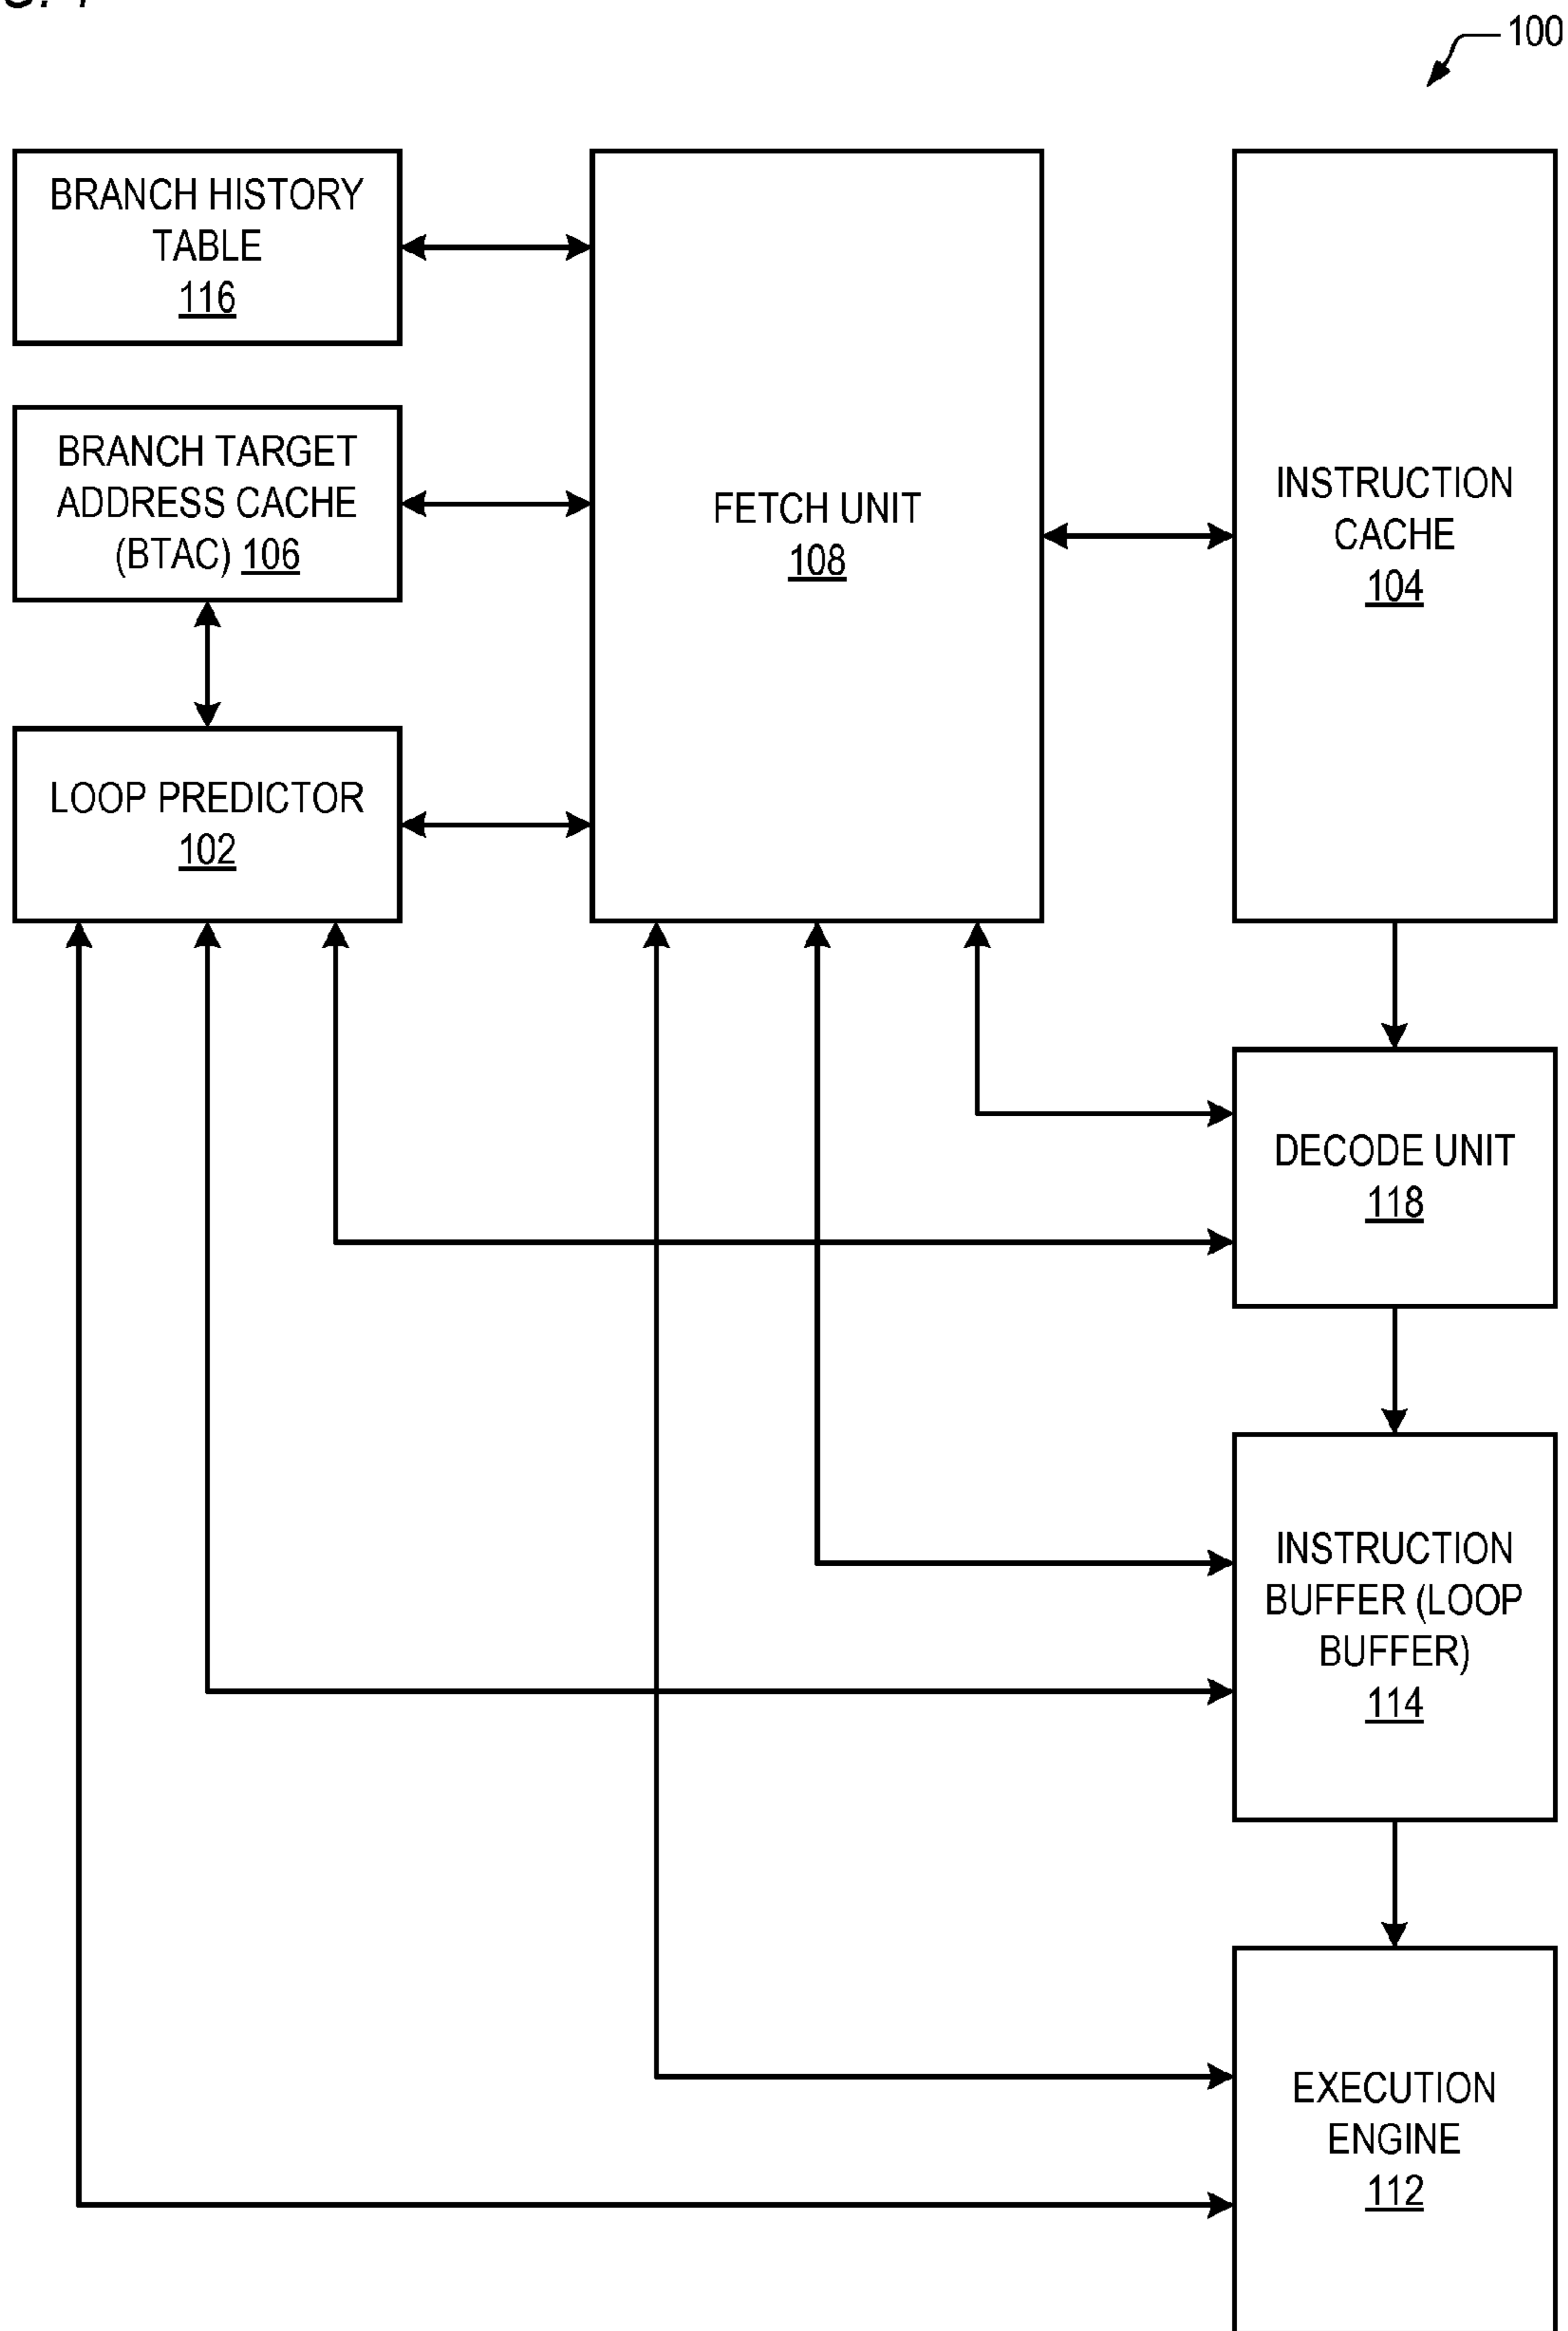 100
BRANCH HISTORY
TABLE
116
BRANCH TARGET
ADDRESS CACHE
(BTAC) 106
LOOP PREDICTOR
102
FETCH UNIT
108
INSTRUCTION
CACHE
104
DECODE UNIT
118
INSTRUCTION
BUFFER (LOOP
BUFFER)
114
EXECUTION
ENGINE
112